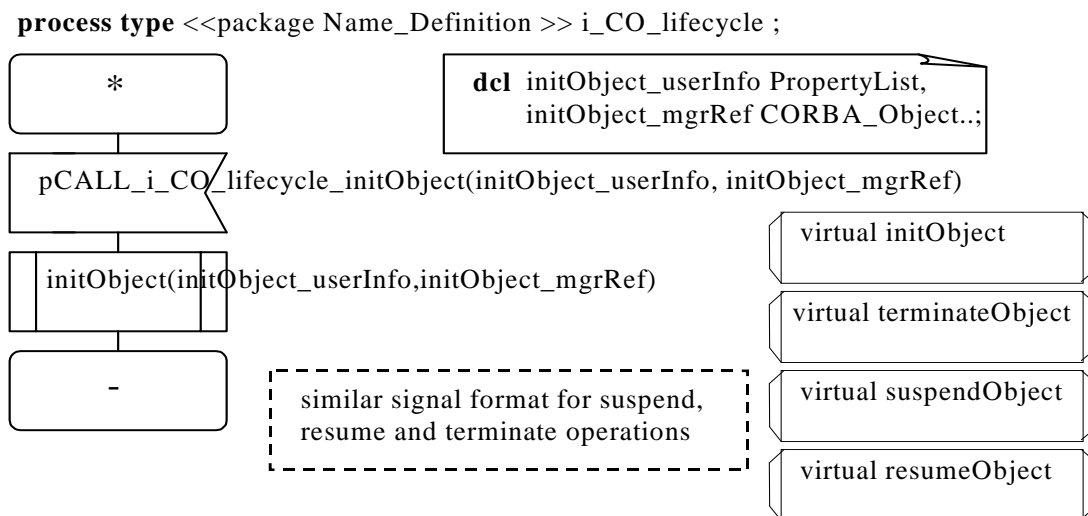 process type <<package Name_Definition >> i_CO_lifecycle ;
*
dcl initObject_userInfo PropertyList,
initObject_mgrRef CORBA_Object..;
pCALL_i_CO_lifecycle_initObject(initObject_userInfo, initObject_mgrRef)
virtual initObject
initObject(initObject_userInfo,initObject_mgrRef)
virtual terminateObject
-
similar signal format for suspend,
resume and terminate operations
virtual suspendObject
virtual resumeObject